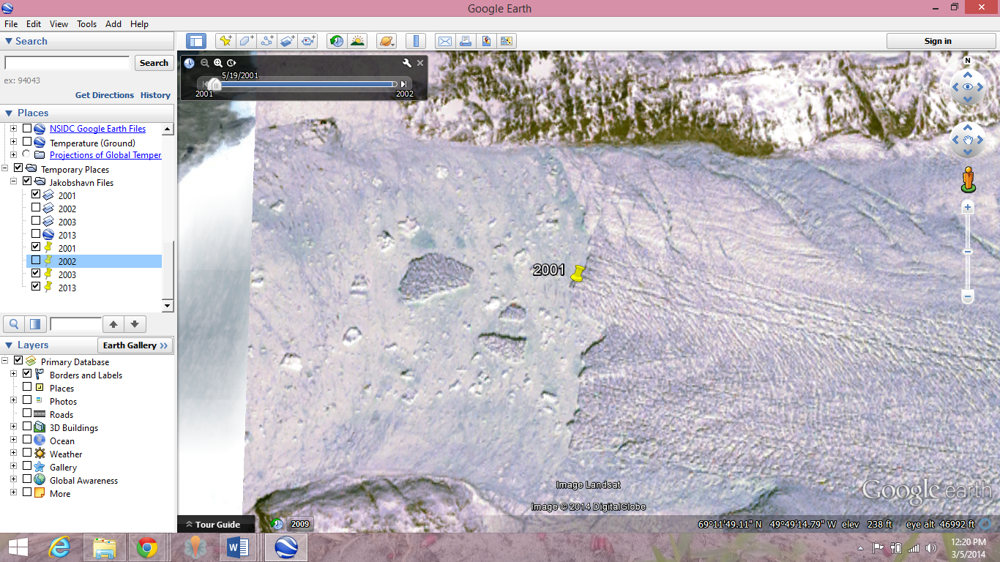 Google Earth
File Edit View Tools Add Help
Search
Search
ex: 94043
Get Directions History
Places
NSIDC Google Earth Files
Temperature (Ground)
Projections of Global Temper
Temporary Places
Jakobshavn Files
2001
2002
2003
2013
2001
2002
2003
2013
Layers
Earth Gallery >>
Primary Database
Borders and Labels
Places
Photos
Roads
3D Buildings
Ocean
Weather
Gallery
Global Awareness
More
Sign in
5/19/2001
2001 2002
N
2001
Image Landsat
Image © 2014 DigitalGlobe
Google earth
Tour Guide
2009
69°11'49.11" N 49°49'14.79" W elev 238 ft eye alt 46992 ft
12:20 PM
3/5/2014